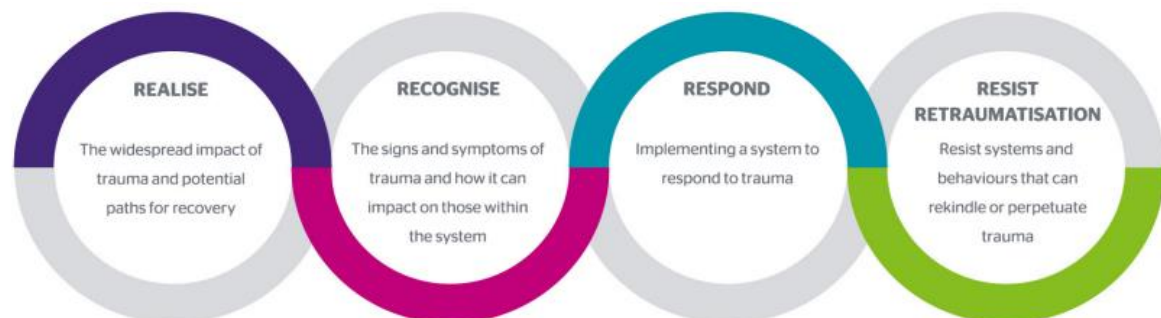 REALISE
The widespread impact of
trauma and potential
paths for recovery
RECOGNISE
The signs and symptoms of
trauma and how it can
impact on those within
the system
RESPOND
Implementing a system to
respond to trauma
RESIST
RETRAUMATISATION
Resist systems and
behaviours that can
rekindle or perpetuate
trauma